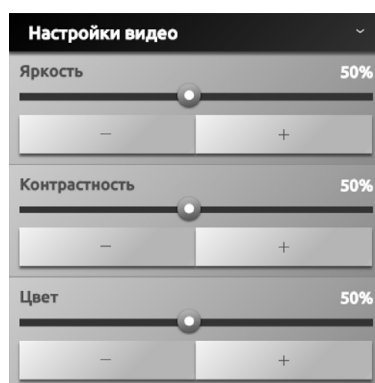 Настройки видео
Яркость 50%
− +
Контрастность 50%
− +
Цвет 50%
− +